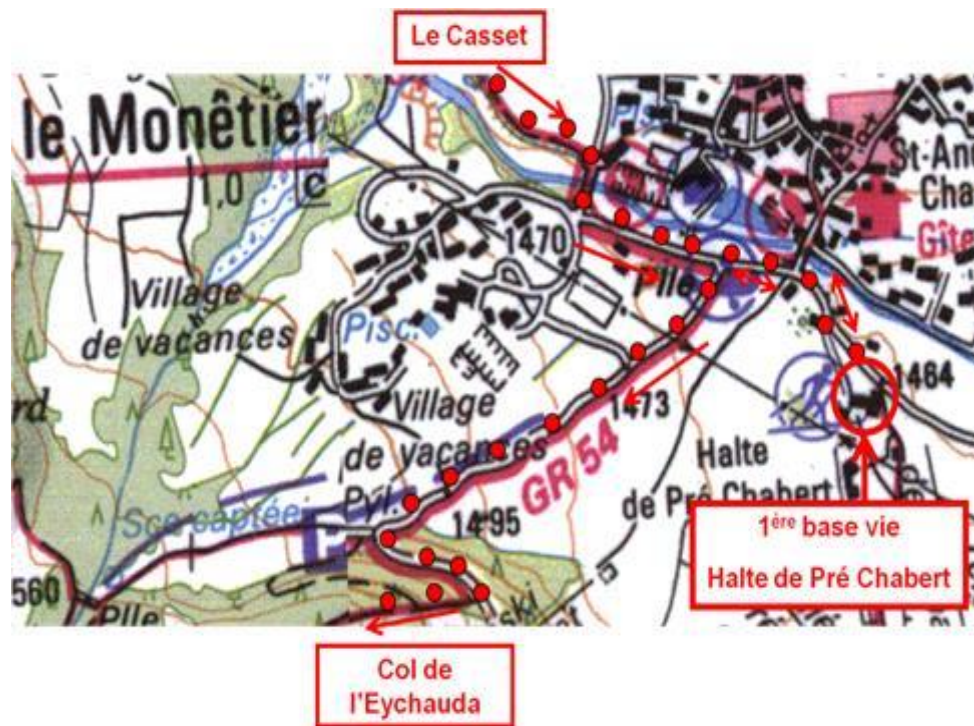 Le Casset
le Monêtier
1,0
C
St-An
Cha
Gîte
1470
Plle
Village
de vacances
Pisc.
1464
Village
de vacances
1473
GR 54
Halte
de Pré Chabert
Pyl.
Sce captée
1495
1ère base vie
Halte de Pré Chabert
560
Plle
ski
Col de
l'Eychauda